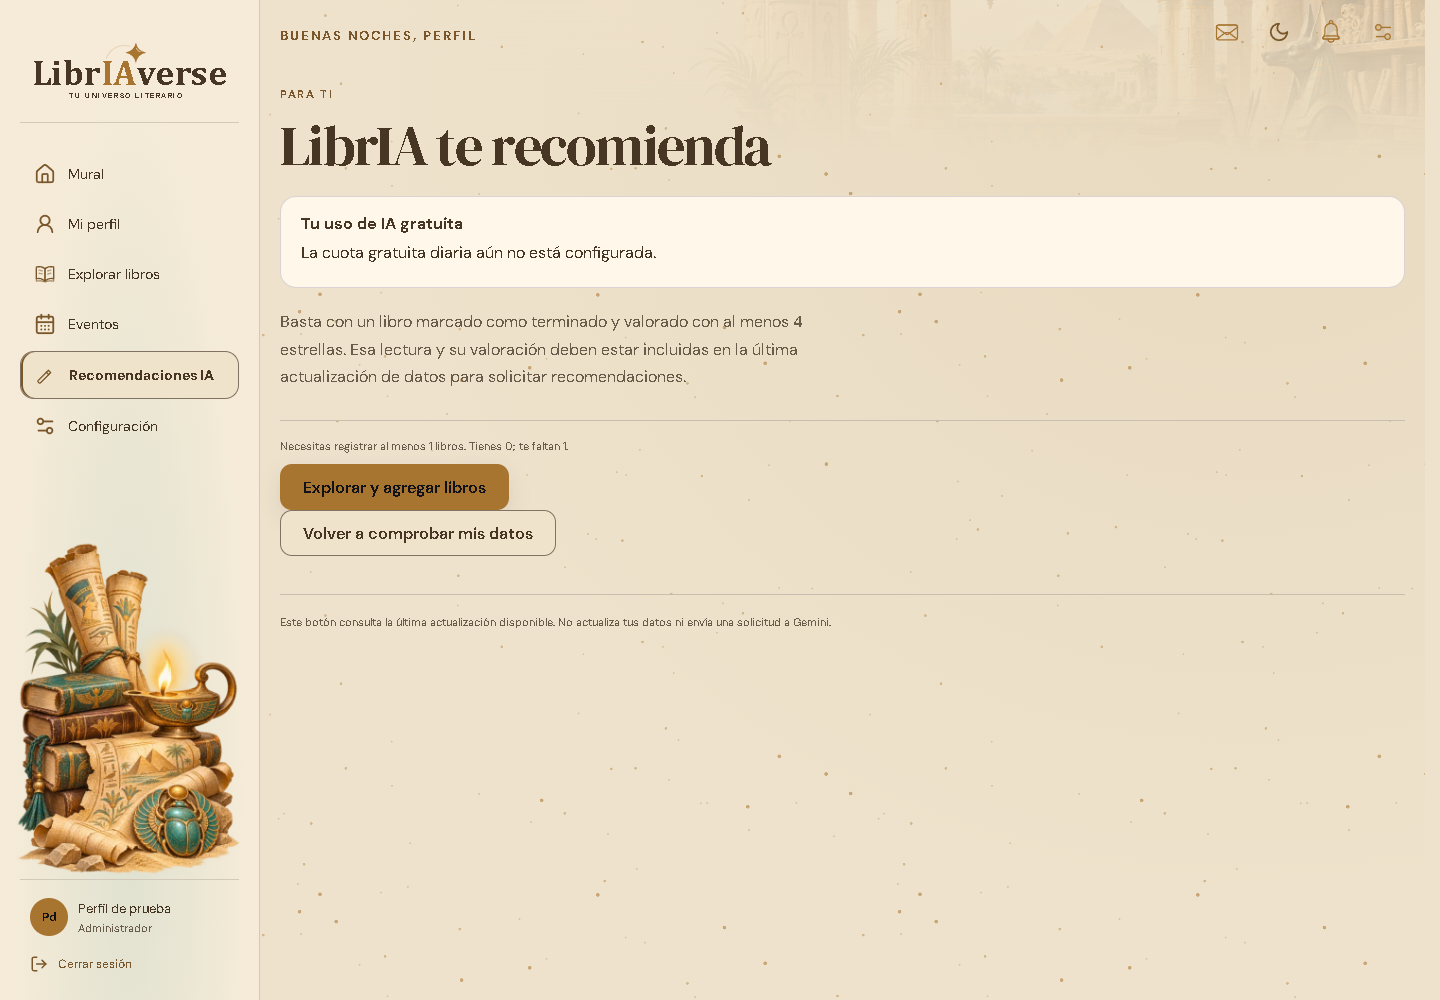 LibrIAverse
TU UNIVERSO LITERARIO
Mural
Mi perfil
Explorar libros
Eventos
Recomendaciones IA
Configuración
Perfil de prueba
Pd
Administrador
Cerrar sesión
BUENAS NOCHES, PERFIL
PARA TI
LibrIA te recomienda
Tu uso de IA gratuita
La cuota gratuita diaria aún no está configurada.
Basta con un libro marcado como terminado y valorado con al menos 4
estrellas. Esa lectura y su valoración deben estar incluidas en la última
actualización de datos para solicitar recomendaciones.
Necesitas registrar al menos 1 libros. Tienes 0; te faltan 1.
Explorar y agregar libros
Volver a comprobar mis datos
Este botón consulta la última actualización disponible. No actualiza tus datos ni envía una solicitud a Gemini.